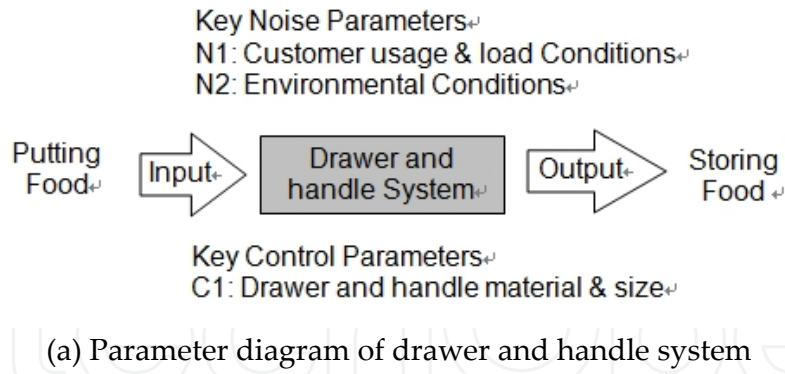 Key Noise Parameters
N1: Customer usage & load Conditions
N2: Environmental Conditions
Putting
Food
Input
Drawer and
handle System
Output
Storing
Food
Key Control Parameters
C1: Drawer and handle material & size
(a) Parameter diagram of drawer and handle system